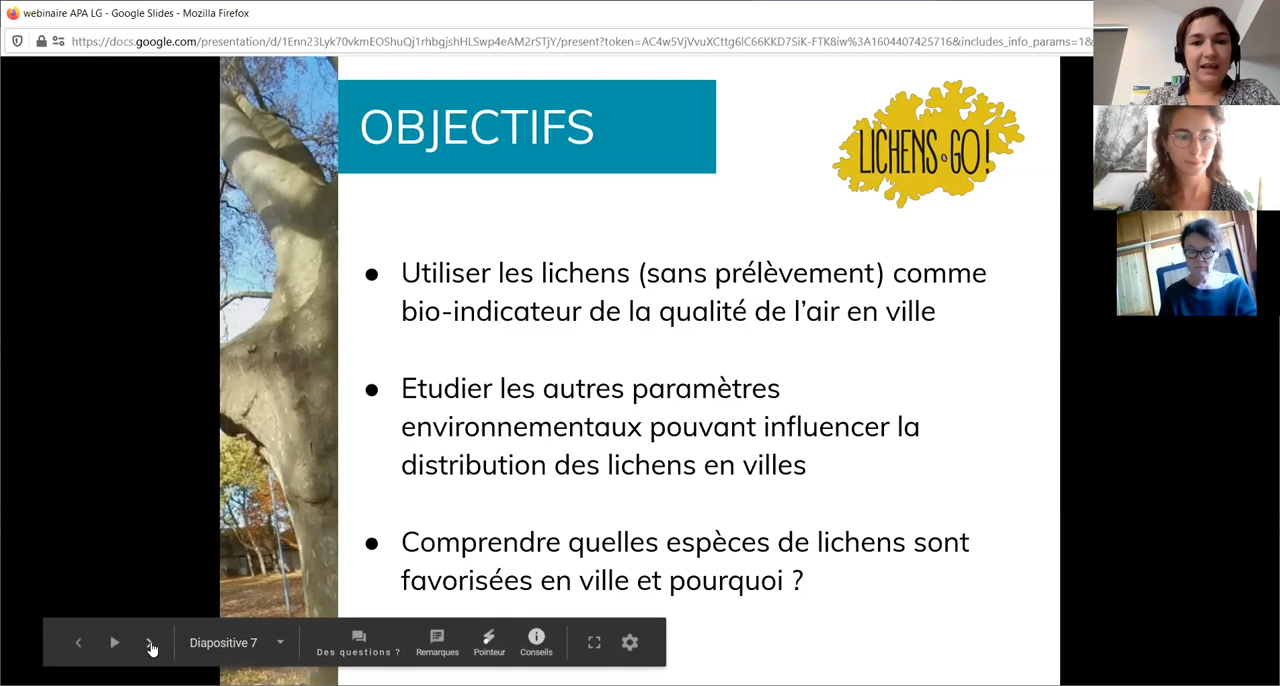 webinaire APA LG - Google Slides - Mozilla Firefox
https://docs.google.com/presentation/d/1Enn23Lyk70vkmEOShuQj1rhbgjshHLSwp4eAM2rSTjY/present?token=AC4w5VjVvuXCttg6lC66KKD7SiK-FTK8iw%3A1604407425716&includes_info_params=1&
OBJECTIFS
LICHENS GO!
● Utiliser les lichens (sans prélèvement) comme
bio-indicateur de la qualité de l’air en ville
● Etudier les autres paramètres
environnementaux pouvant influencer la
distribution des lichens en villes
● Comprendre quelles espèces de lichens sont
favorisées en ville et pourquoi ?
Diapositive 7
Des questions ?
Remarques
Pointeur
Conseils